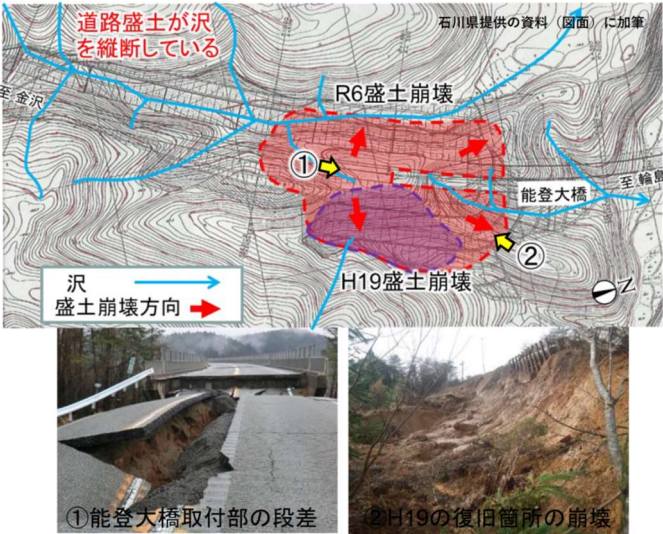 石川県提供の資料（図面）に加筆
道路盛土が沢
を縦断している
至 金沢
R6盛土崩壊
①
能登大橋
至 輪島
②
H19盛土崩壊
沢
盛土崩壊方向
N
①能登大橋取付部の段差
②H19の復旧箇所の崩壊